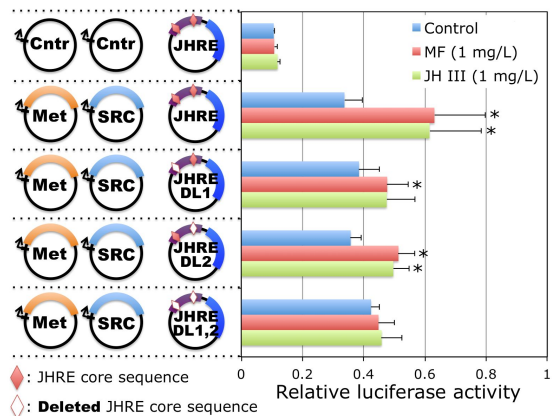 Cntr Cntr JHRE
Control
MF (1 mg/L)
JH III (1 mg/L)
Met SRC JHRE
*
*
Met SRC JHRE DL1
*
Met SRC JHRE DL2
*
*
Met SRC JHRE DL1,2
0 0.2 0.4 0.6 0.8 1
Relative luciferase activity
: JHRE core sequence
: Deleted JHRE core sequence